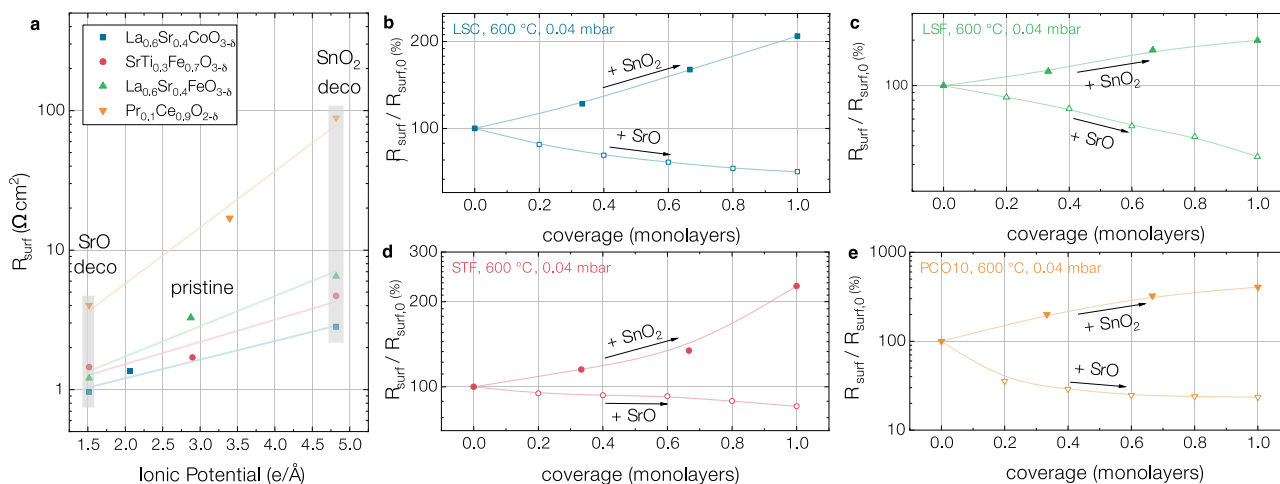 a
La0.6Sr0.4CoO3-δ
SrTi0.3Fe0.7O3-δ
La0.6Sr0.4FeO3-δ
Pr0.1Ce0.9O2-δ
SnO2
deco
SrO
deco
pristine
100
10
1
Rsurf (Ω cm2)
1.5 2.0 2.5 3.0 3.5 4.0 4.5 5.0
Ionic Potential (e/Å)
b
LSC, 600 °C, 0.04 mbar
200
100
Rsurf / Rsurf,0 (%)
+ SnO2
+ SrO
0.0 0.2 0.4 0.6 0.8 1.0
coverage (monolayers)
c
LSF, 600 °C, 0.04 mbar
100
Rsurf / Rsurf,0 (%)
+ SnO2
+ SrO
0.0 0.2 0.4 0.6 0.8 1.0
coverage (monolayers)
d
STF, 600 °C, 0.04 mbar
300
200
100
Rsurf / Rsurf,0 (%)
+ SnO2
+ SrO
0.0 0.2 0.4 0.6 0.8 1.0
coverage (monolayers)
e
PCO10, 600 °C, 0.04 mbar
1000
100
10
Rsurf / Rsurf,0 (%)
+ SnO2
+ SrO
0.0 0.2 0.4 0.6 0.8 1.0
coverage (monolayers)